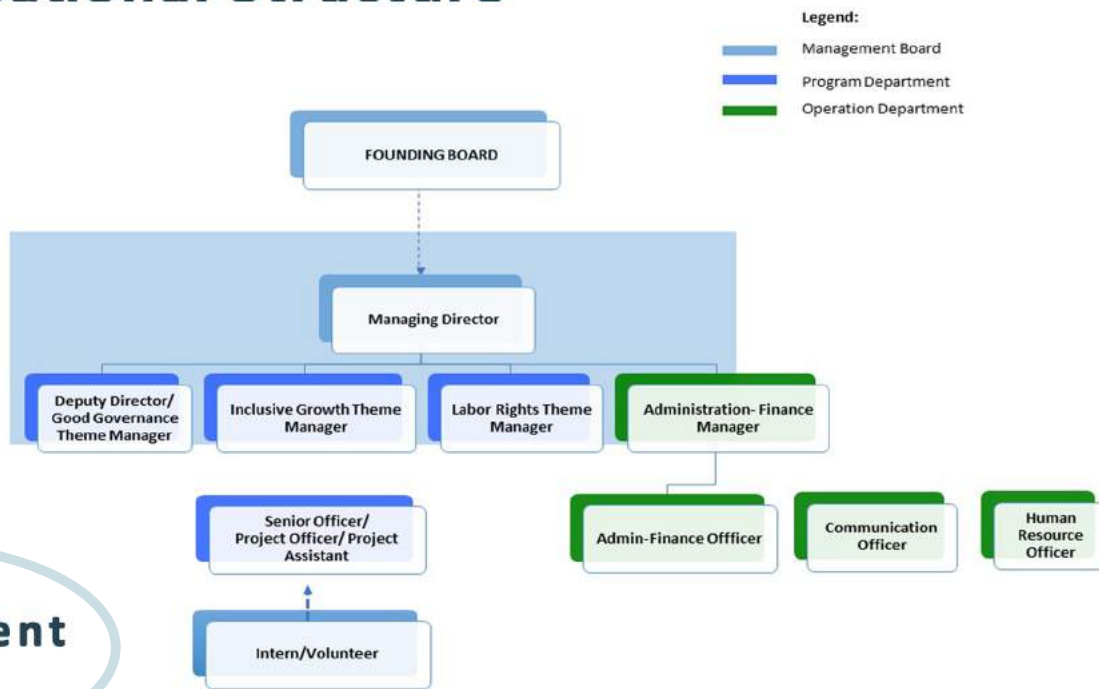 Structure
Legend:
Management Board
Program Department
Operation Department
FOUNDING BOARD
Managing Director
Deputy Director/
Good Governance
Theme Manager
Inclusive Growth Theme
Manager
Labor Rights Theme
Manager
Administration- Finance
Manager
Senior Officer/
Project Officer/ Project
Assistant
Admin-Finance Offficer
Communication
Officer
Human
Resource
Officer
Intern/Volunteer